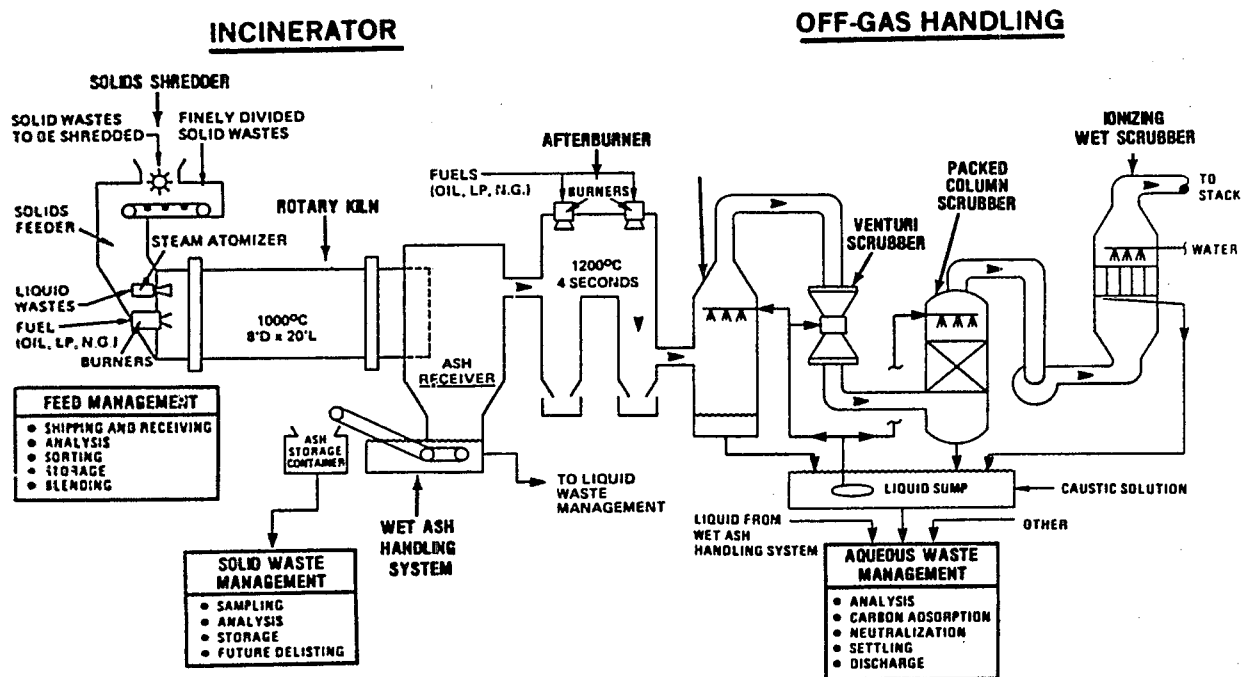 INCINERATOR
OFF-GAS HANDLING
SOLIDS SHREDDER
SOLID WASTES
TO BE SHREDDED
FINELY DIVIDED
SOLID WASTES
SOLIDS
FEEDER
STEAM ATOMIZER
LIQUID
WASTES
FUEL
(OIL, LP, N.G.)
BURNERS
ROTARY KILN
1000°C
8'D x 20'L
ASH
RECEIVER
AFTERBURNER
FUELS
(OIL, LP, N.G.)
BURNERS
1200°C
4 SECONDS
VENTURI
SCRUBBER
PACKED
COLUMN
SCRUBBER
IONIZING
WET SCRUBBER
TO
STACK
WATER
FEED MANAGEMENT
• SHIPPING AND RECEIVING
• ANALYSIS
• SORTING
• STORAGE
• BLENDING
ASH
STORAGE
CONTAINER
TO LIQUID
WASTE
MANAGEMENT
WET ASH
HANDLING
SYSTEM
SOLID WASTE
MANAGEMENT
• SAMPLING
• ANALYSIS
• STORAGE
• FUTURE DELISTING
LIQUID SUMP
CAUSTIC SOLUTION
LIQUID FROM
WET ASH
HANDLING SYSTEM
OTHER
AQUEOUS WASTE
MANAGEMENT
• ANALYSIS
• CARBON ADSORPTION
• NEUTRALIZATION
• SETTLING
• DISCHARGE